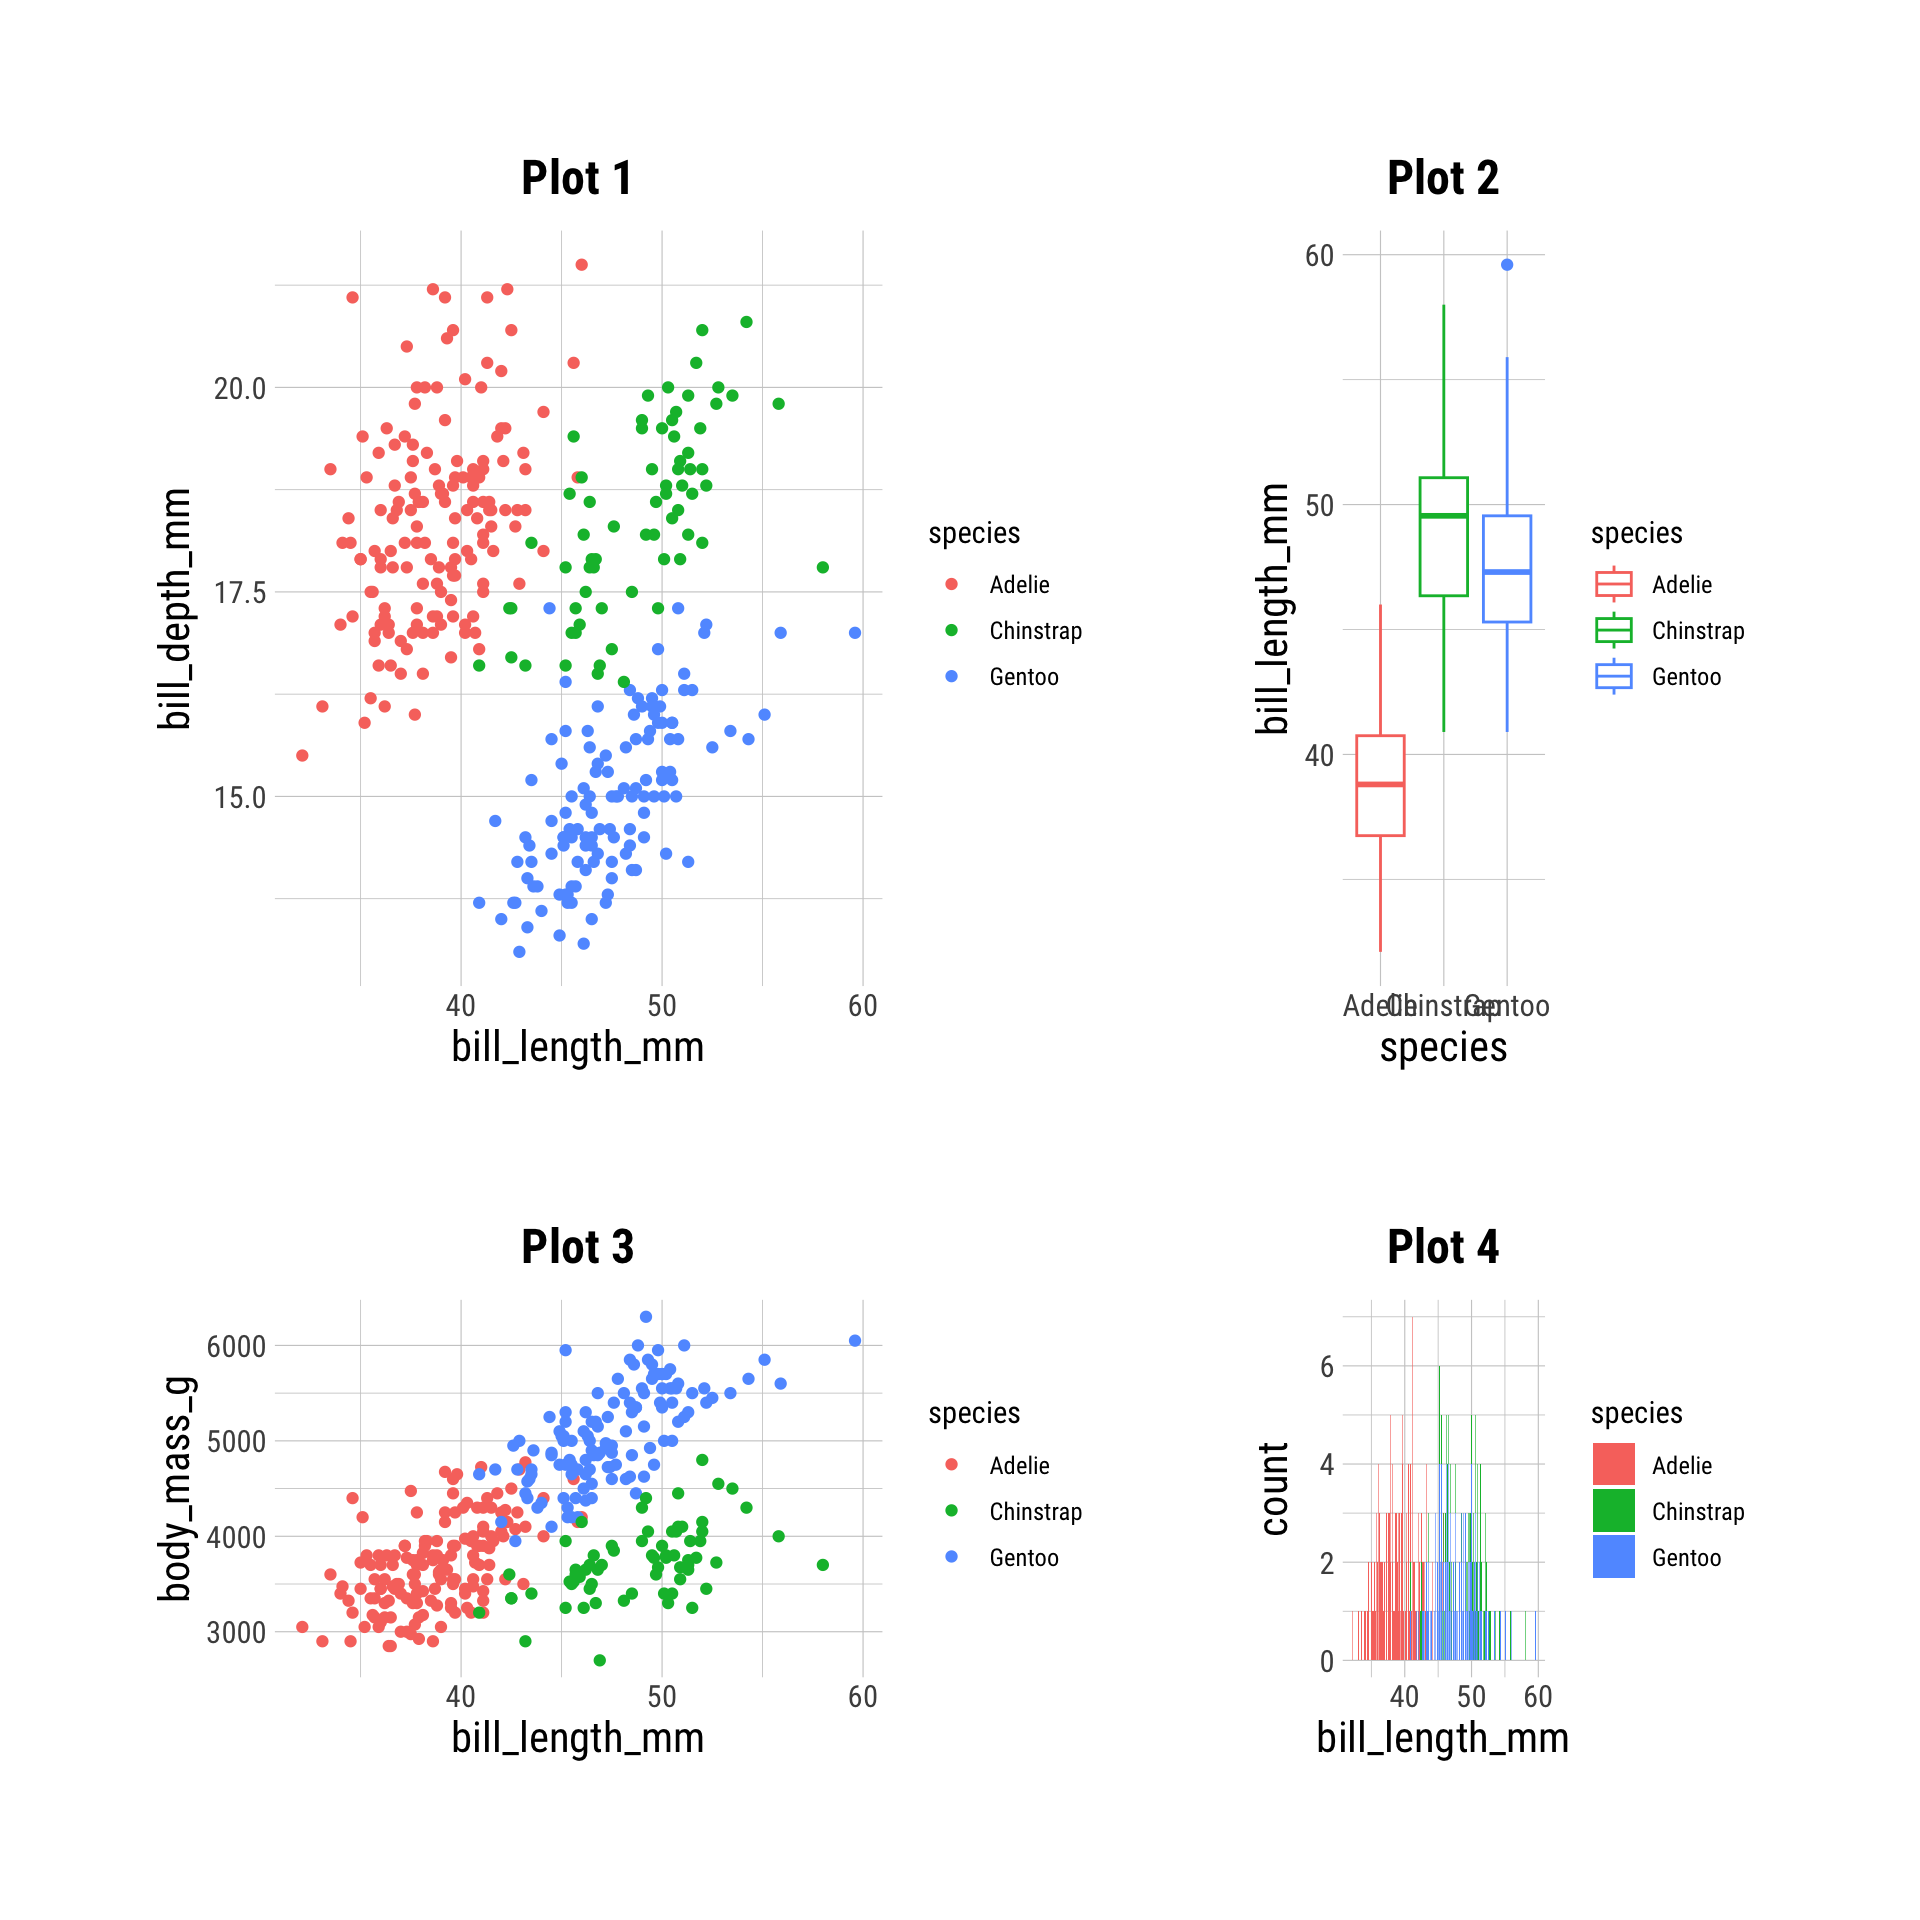 Plot 1
bill_depth_mm
20.0
17.5
15.0
40 50 60
bill_length_mm
species
Adelie
Chinstrap
Gentoo
Plot 2
bill_length_mm
60
50
40
Adelie Chinstrap Gentoo
species
species
Adelie
Chinstrap
Gentoo
Plot 3
body_mass_g
6000
5000
4000
3000
40 50 60
bill_length_mm
species
Adelie
Chinstrap
Gentoo
Plot 4
count
6
4
2
0
40 50 60
bill_length_mm
species
Adelie
Chinstrap
Gentoo